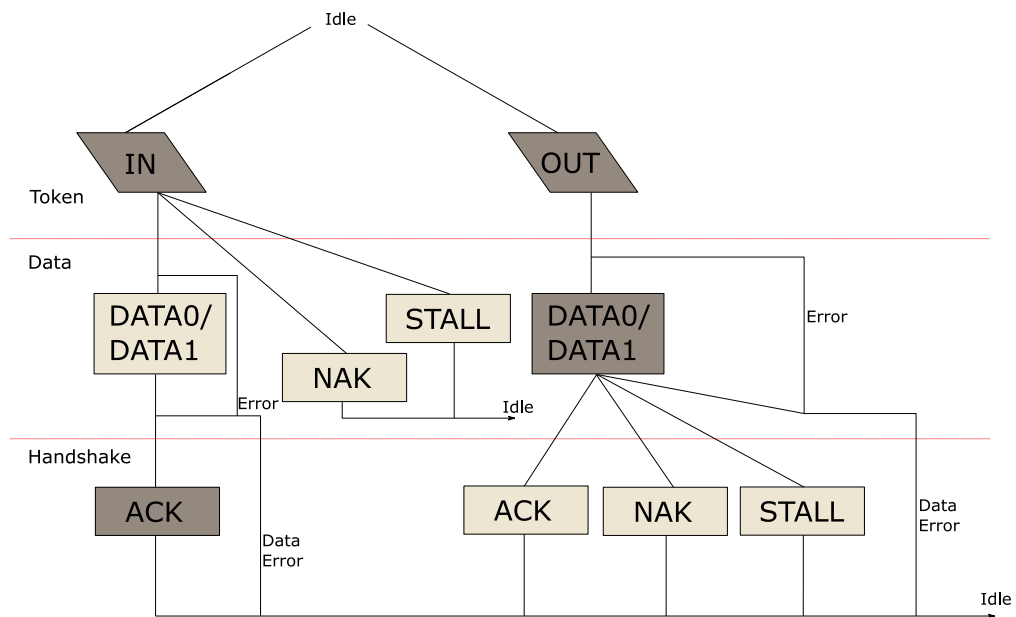 Idle
IN
OUT
Token
Data
DATA0/
DATA1
STALL
DATA0/
DATA1
Error
NAK
Error
Idle
Handshake
ACK
ACK
NAK
STALL
Data
Error
Data
Error
Idle